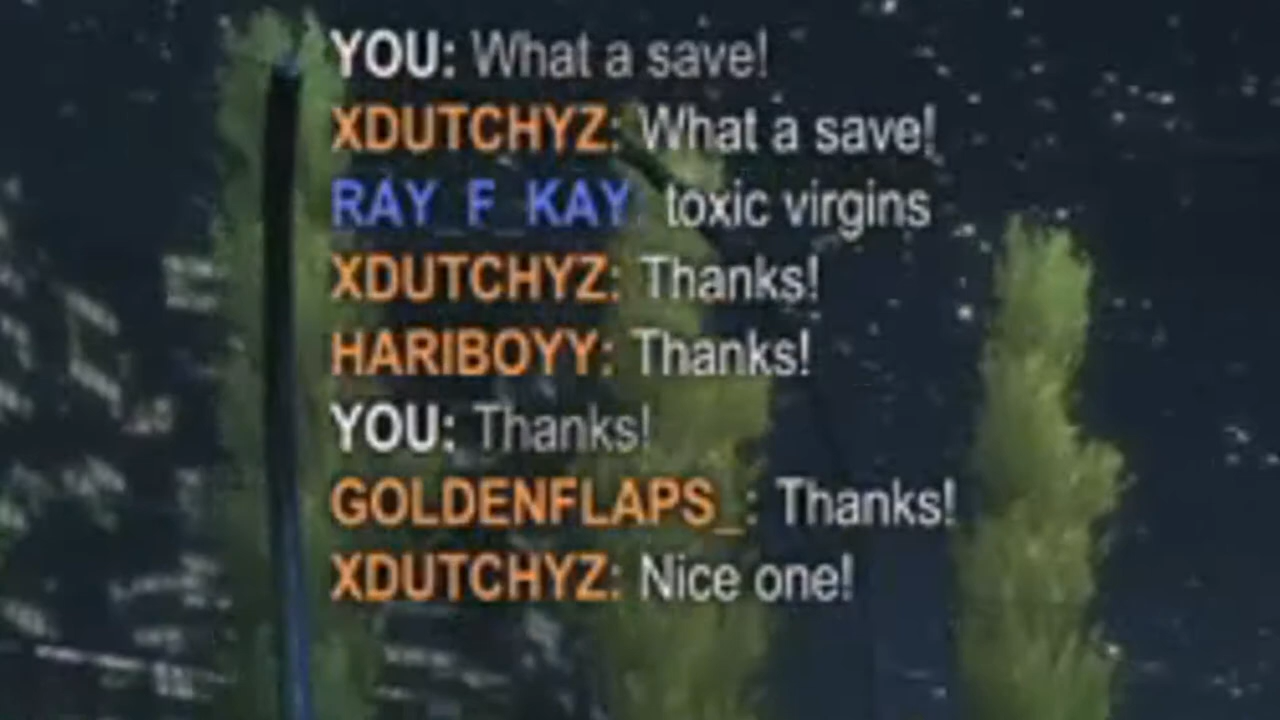 YOU: What a save!
XDUTCHYZ: What a save!
RAY_F_KAY: toxic virgins
XDUTCHYZ: Thanks!
HARIBOYY: Thanks!
YOU: Thanks!
GOLDENFLAPS_: Thanks!
XDUTCHYZ: Nice one!